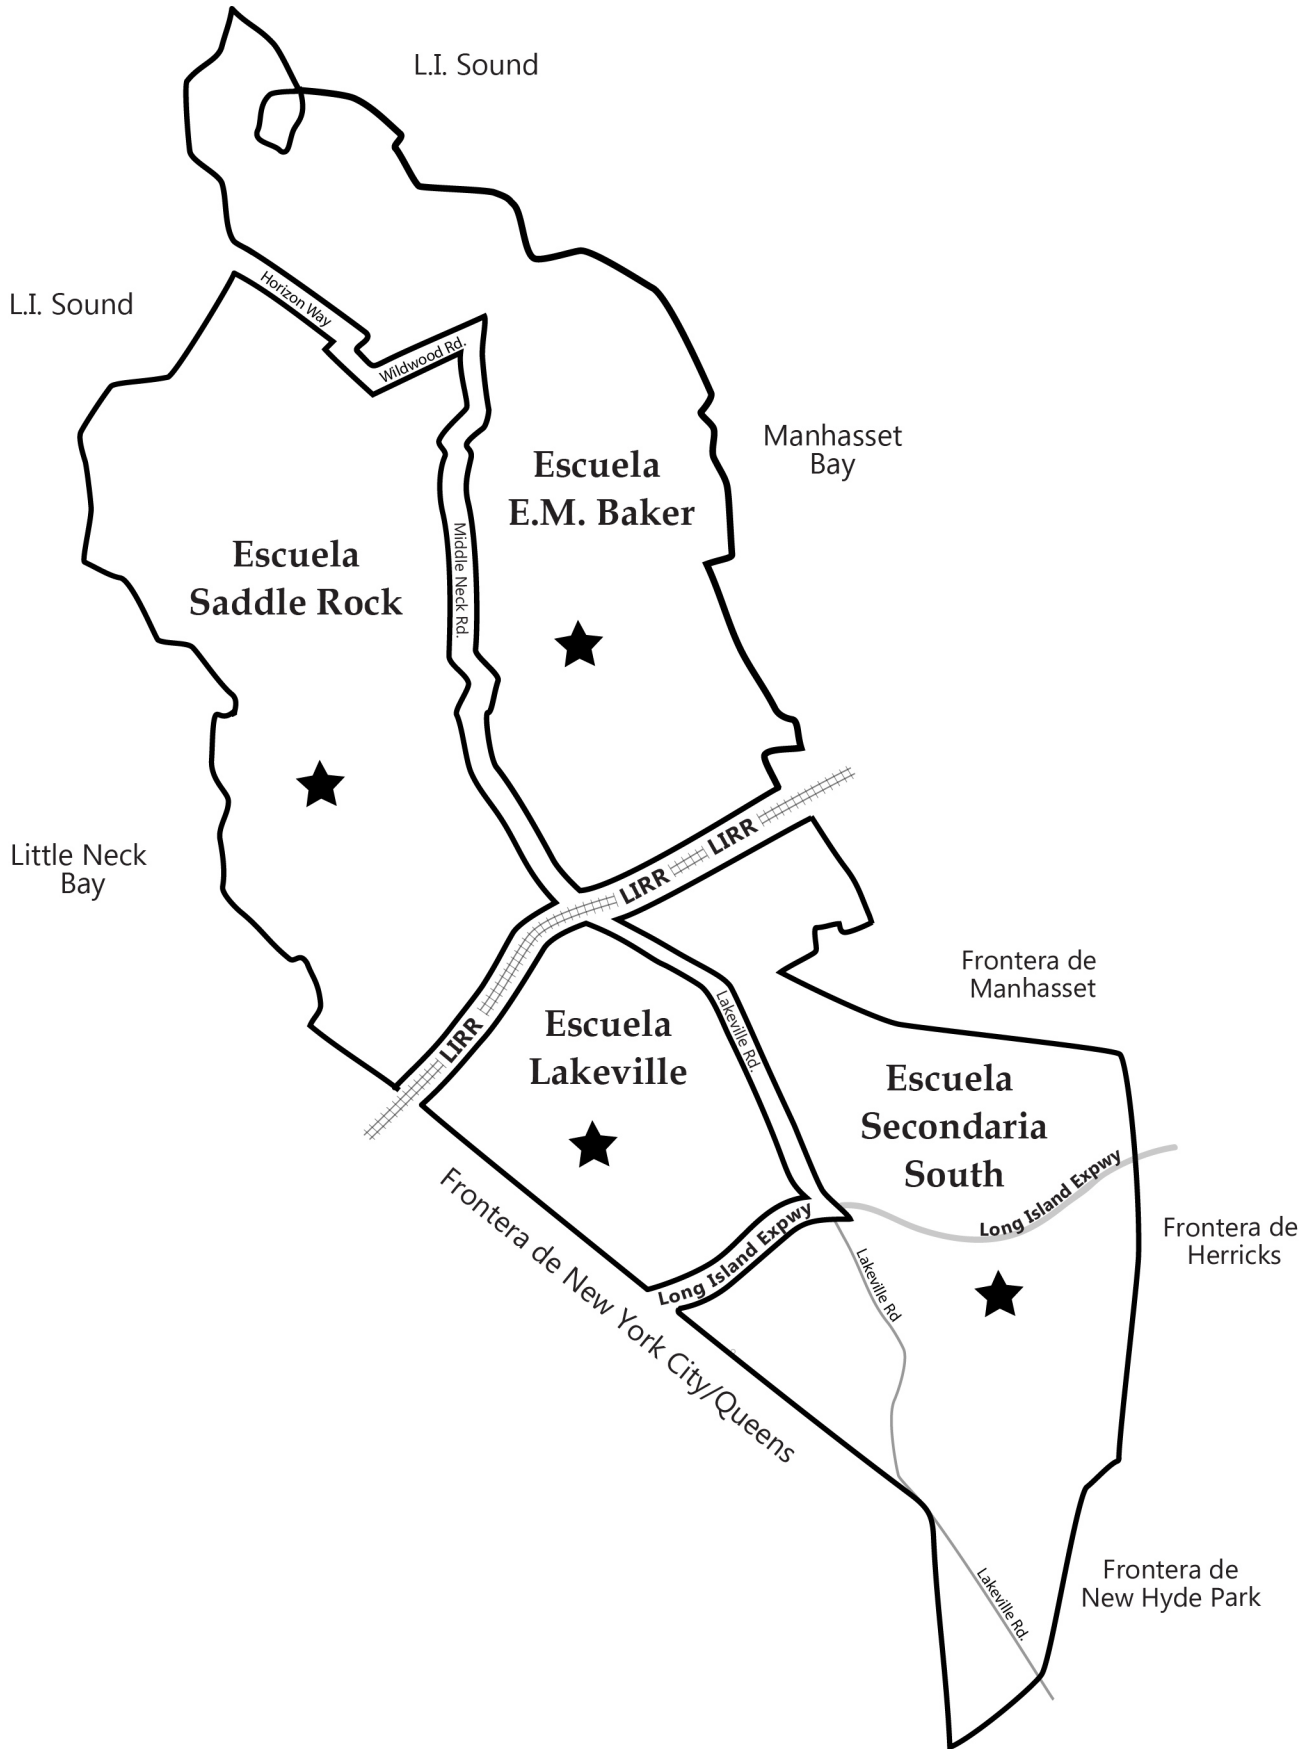 L.I. Sound
L.I. Sound
Horizon Way
Wildwood Rd.
Manhasset
Bay
Escuela
E.M. Baker
Escuela
Saddle Rock
Middle Neck Rd.
Little Neck
Bay
LIRR
LIRR
LIRR
Frontera de
Manhasset
Escuela
Lakeville
Lakeville Rd.
Escuela
Secondaria
South
Long Island Expwy
Frontera de
Herricks
Long Island Expwy
Frontera de New York City/Queens
Lakeville Rd
Frontera de
New Hyde Park
Lakeville Rd.